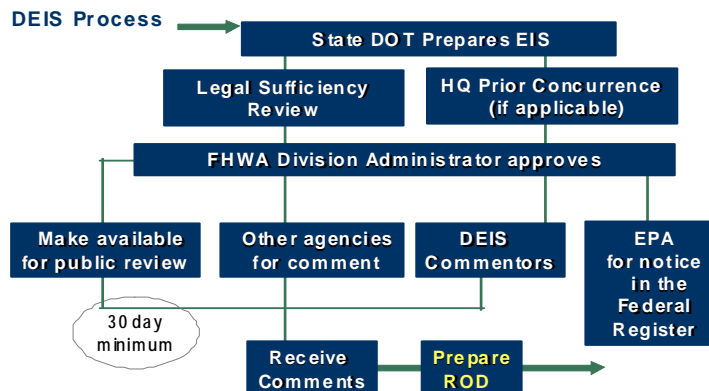 DEIS Process
State DOT Prepares EIS
Legal Sufficiency
Review
HQ Prior Concurrence
(if applicable)
FHWA Division Administrator approves
Make available
for public review
Other agencies
for comment
DEIS
Commentors
EPA
for notice
in the
Federal
Register
30 day
minimum
Receive
Comments
Prepare
ROD